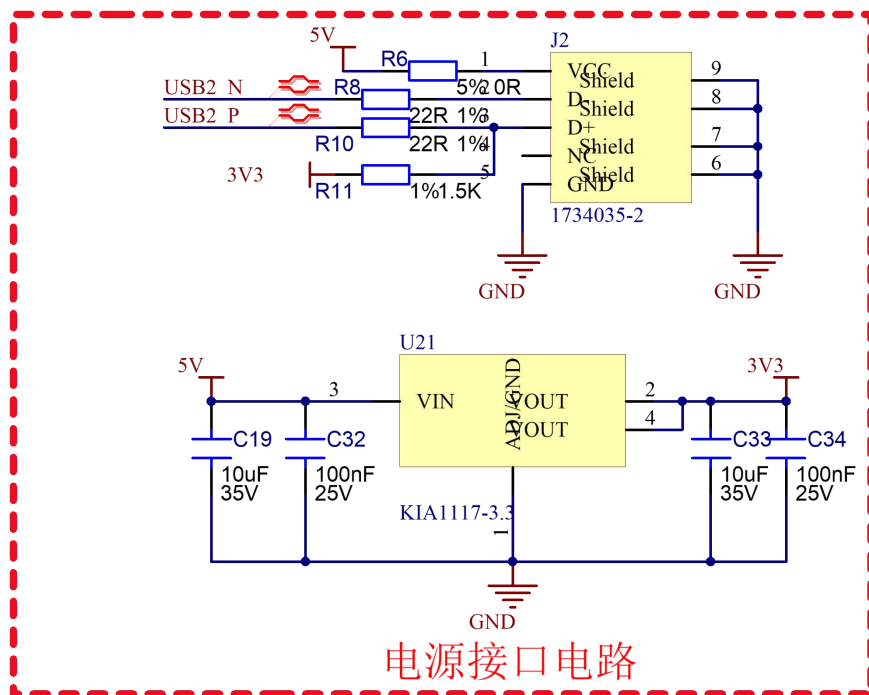 5V
J2
R6
1
VCC
Shield
9
USB2_N
R8
5%
2
0R
D-
Shield
8
USB2_P
22R
1%
3
D+
R10
22R
1%
4
NC
Shield
7
3V3
R11
1%
1.5K
5
GND
Shield
6
1734035-2
GND
GND
U21
5V
3V3
3
VIN
ADJ/GND
VOUT
2
VOUT
4
C19
C32
C33
C34
10uF
100nF
10uF
100nF
35V
25V
35V
25V
KIA1117-3.3
1
GND
电源接口电路